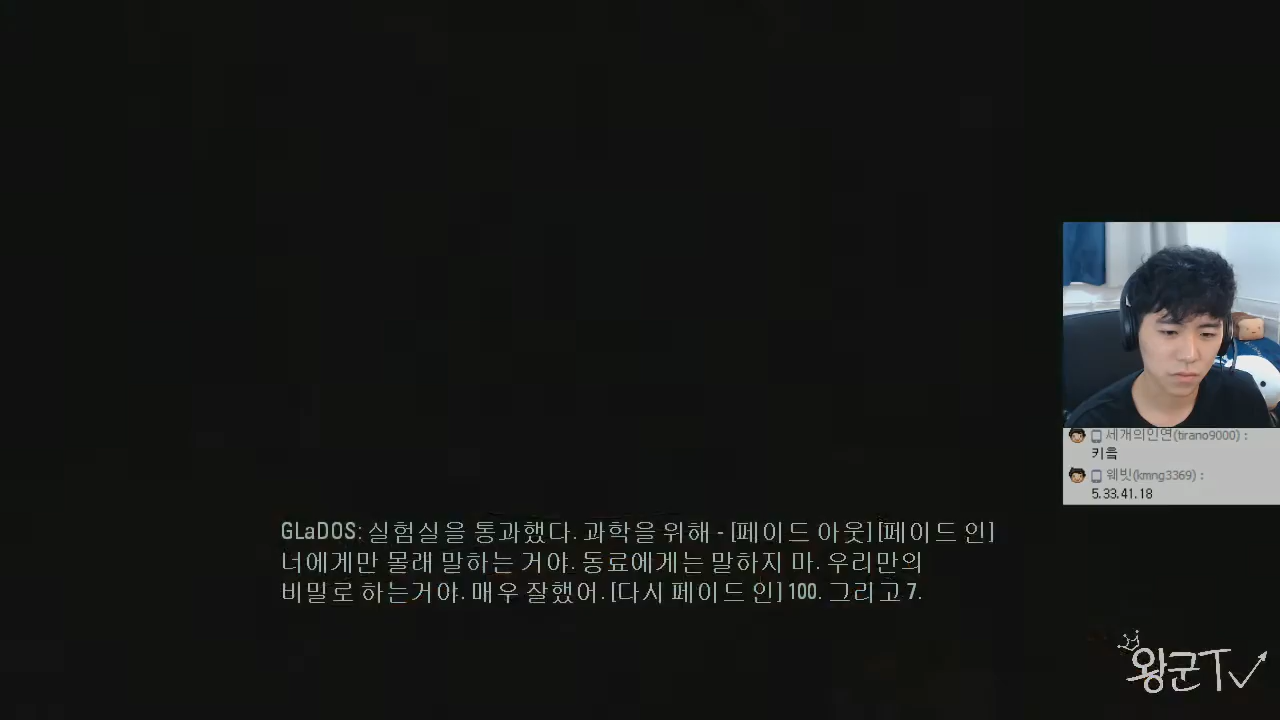 세개의인연(tirano9000) :
키읔
웨빗(kmng3369) :
5.33.41.18
GLaDOS: 실험실을 통과했다. 과학을 위해 - [페이드 아웃] [페이드 인]
너에게만 몰래 말하는 거야. 동료에게는 말하지 마. 우리만의
비밀로 하는거야. 매우 잘했어. [다시 페이드 인] 100. 그리고 7.
왕군TV